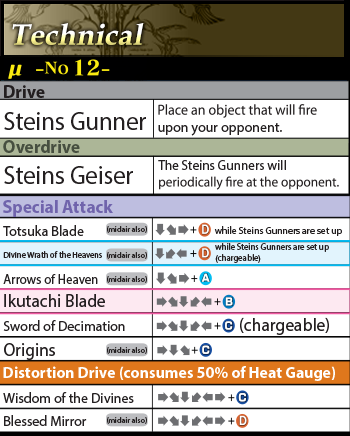 Technical
μ -No 12-
Drive
Steins Gunner
Place an object that will fire
upon your opponent.
Overdrive
Steins Geiser
The Steins Gunners will
periodically fire at the opponent.
Special Attack
Totsuka Blade (midair also) ⬇⬊➡ + D while Steins Gunners are set up
Divine Wrath of the Heavens (midair also) ⬇⬋⬅ + D while Steins Gunners are set up
(chargeable)
Arrows of Heaven (midair also) ⬇⬊➡ + A
Ikutachi Blade ➡⬊⬇⬋⬅ + B
Sword of Decimation ➡⬊⬇⬋⬅ + C (chargeable)
Origins (midair also) ➡⬇⬊ + C
Distortion Drive (consumes 50% of Heat Gauge)
Wisdom of the Divines ➡⬊⬇⬋⬅➡ + C
Blessed Mirror (midair also) ➡⬊⬇⬋⬅➡ + D